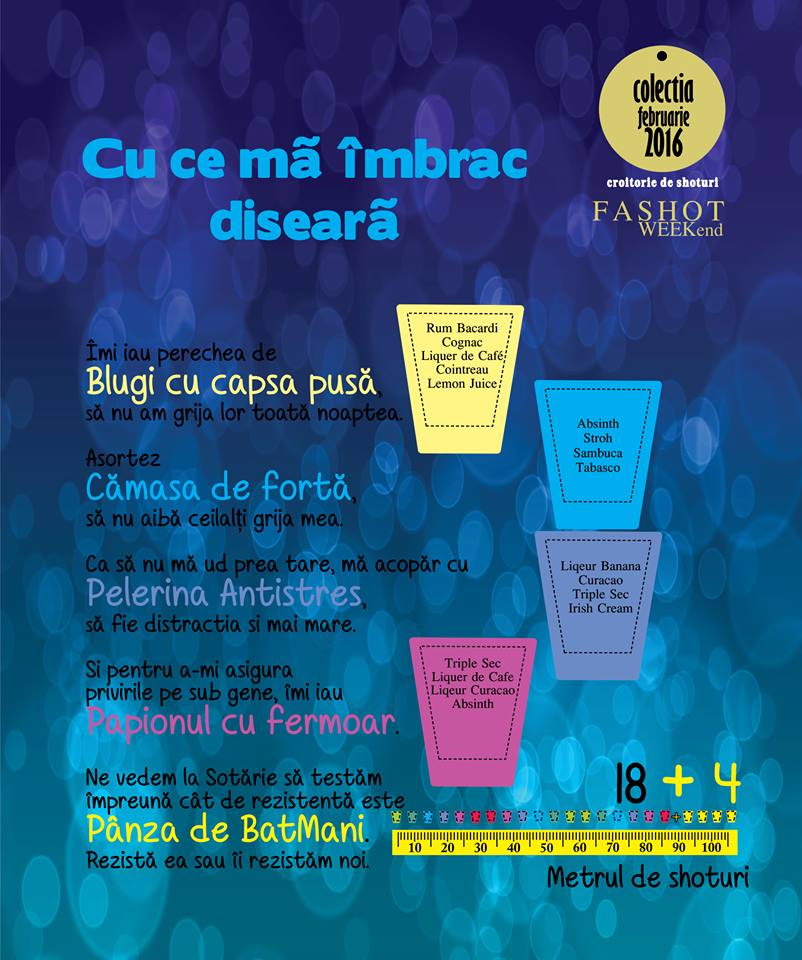 colectia
februarie
2016
croitorie de shoturi
FASHOT
WEEKend
Cu ce mã îmbrac
disearã
Îmi iau perechea de
Blugi cu capsa pusă,
să nu am grija lor toată noaptea.
Rum Bacardi
Cognac
Liquer de Café
Cointreau
Lemon Juice
Asortez
Cămasa de fortă,
să nu aibă ceilalți grija mea.
Absinth
Stroh
Sambuca
Tabasco
Ca să nu mă ud prea tare, mă acopăr cu
Pelerina Antistres,
să fie distractia si mai mare.
Liqeur Banana
Curacao
Triple Sec
Irish Cream
Si pentru a-mi asigura
privirile pe sub gene, îmi iau
Papionul cu fermoar.
Triple Sec
Liquer de Cafe
Liqeur Curacao
Absinth
Ne vedem la Sotărie să testăm
împreună cât de rezistentă este
Pânza de BatMani.
Rezistă ea sau îi rezistăm noi.
18 + 4
10 20 30 40 50 60 70 80 90 100
Metrul de shoturi